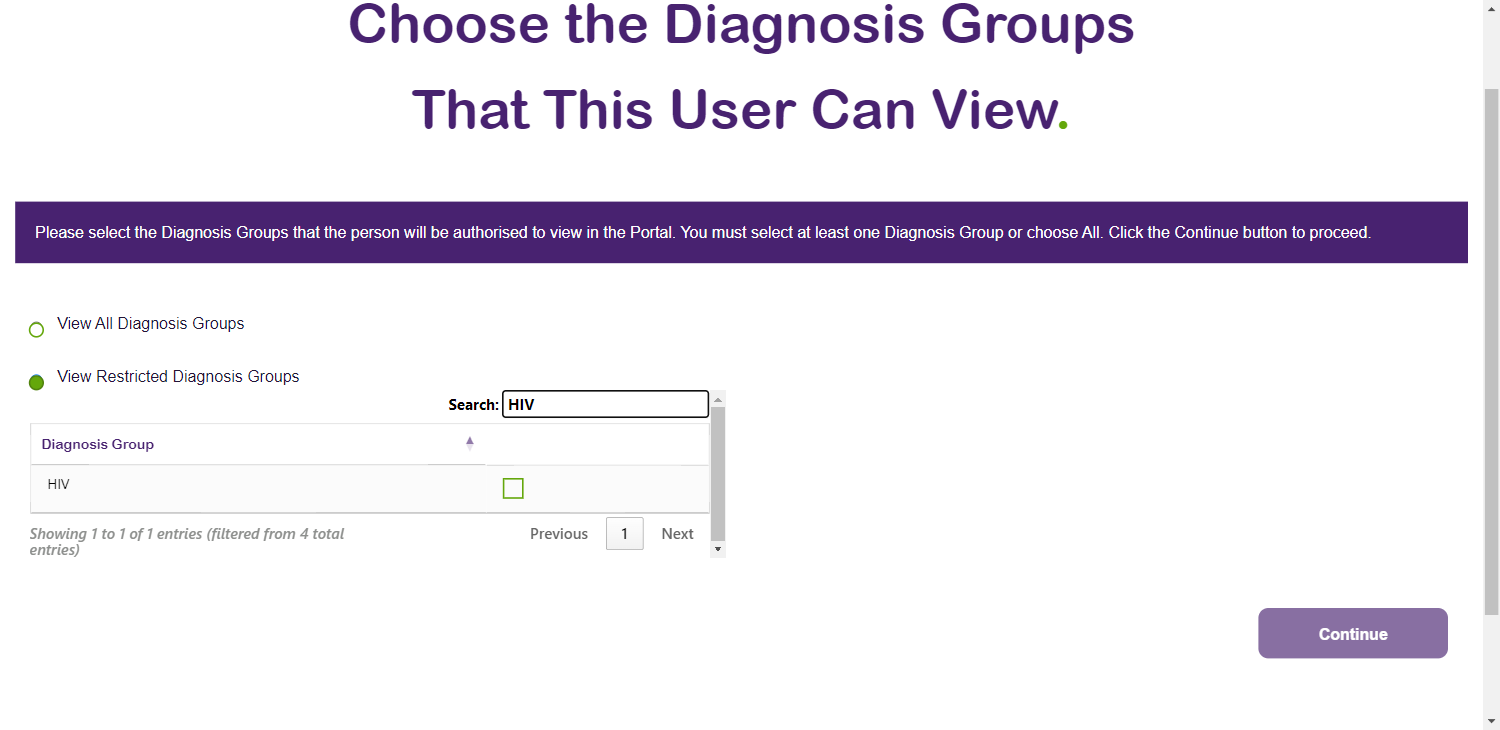 Choose the Diagnosis Groups
That This User Can View.
Please select the Diagnosis Groups that the person will be authorised to view in the Portal. You must select at least one Diagnosis Group or choose All. Click the Continue button to proceed.
View All Diagnosis Groups
View Restricted Diagnosis Groups
Search: HIV
Diagnosis Group
HIV
Showing 1 to 1 of 1 entries (filtered from 4 total
entries)
Previous 1 Next
Continue